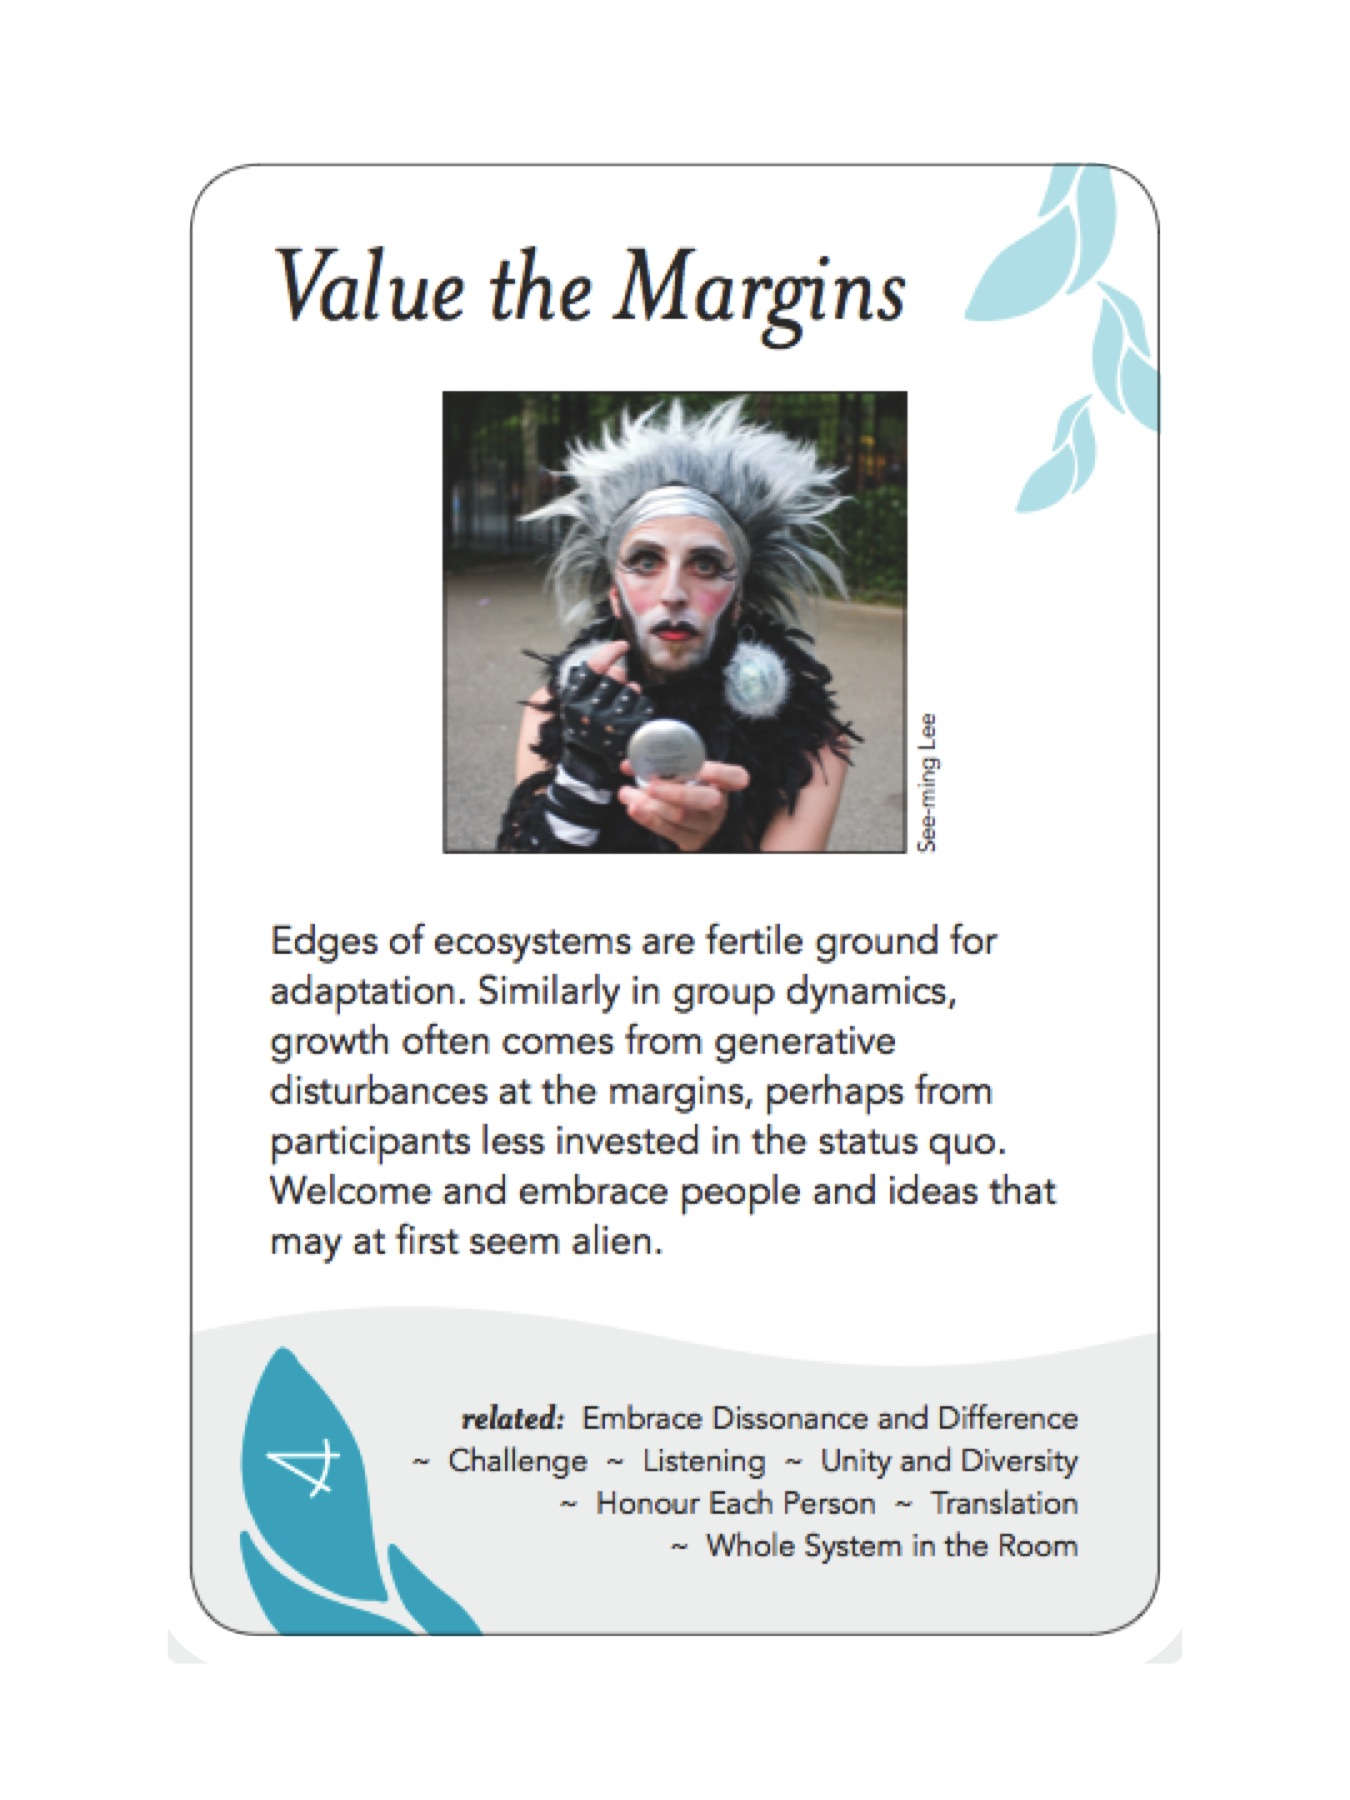 Value the Margins
See-ming Lee
Edges of ecosystems are fertile ground for
adaptation. Similarly in group dynamics,
growth often comes from generative
disturbances at the margins, perhaps from
participants less invested in the status quo.
Welcome and embrace people and ideas that
may at first seem alien.
related: Embrace Dissonance and Difference
~ Challenge ~ Listening ~ Unity and Diversity
~ Honour Each Person ~ Translation
~ Whole System in the Room